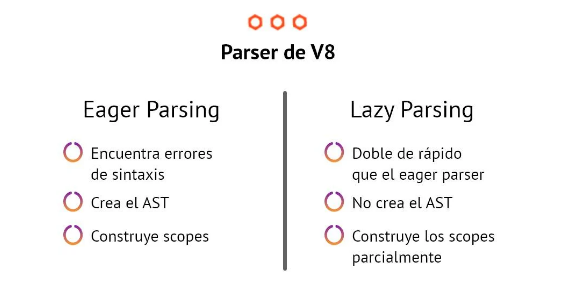 Parser de V8
Eager Parsing
Encuentra errores
de sintaxis
Crea el AST
Construye scopes
Lazy Parsing
Doble de rápido
que el eager parser
No crea el AST
Construye los scopes
parcialmente